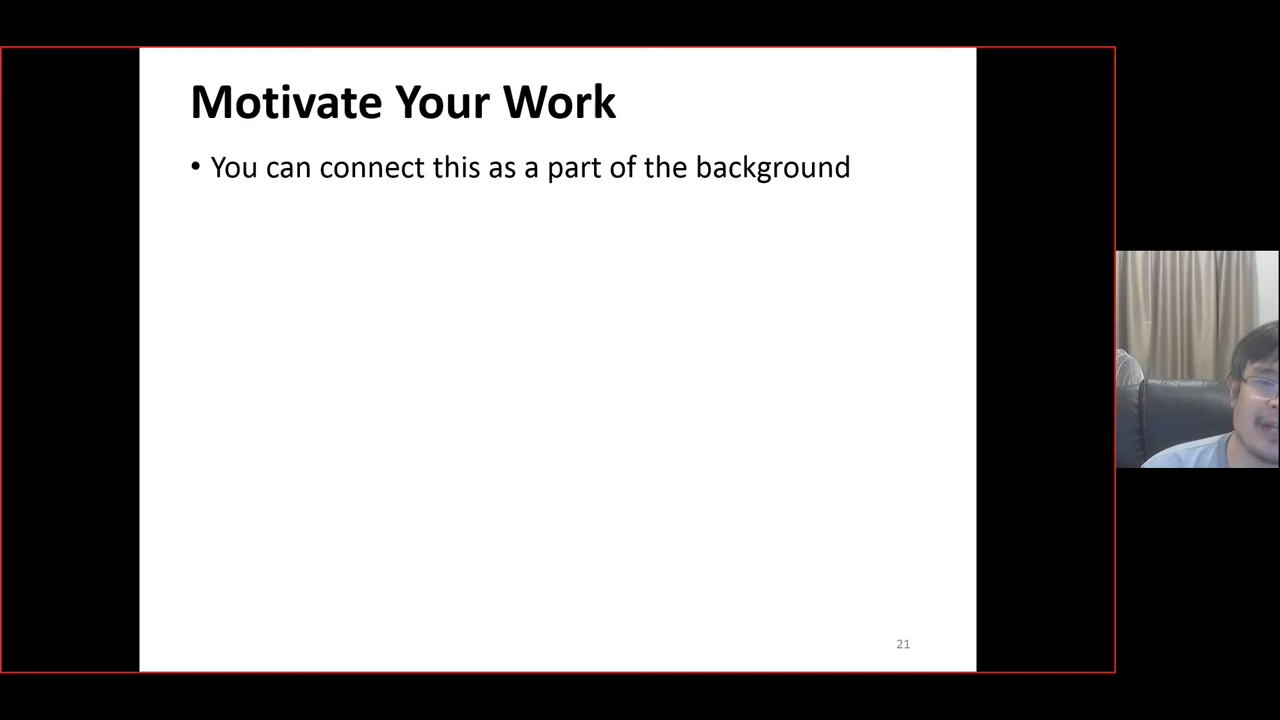 Motivate Your Work
• You can connect this as a part of the background
21